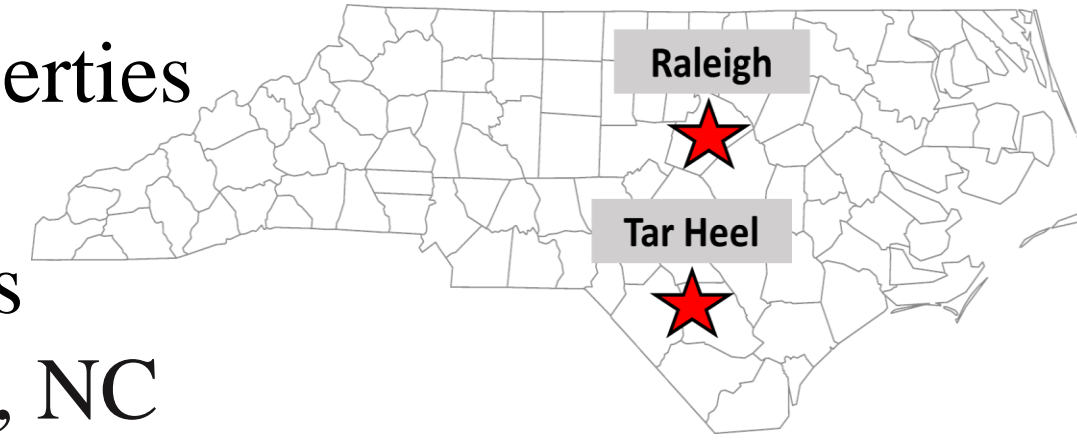 erties
Raleigh
Tar Heel
s
, NC